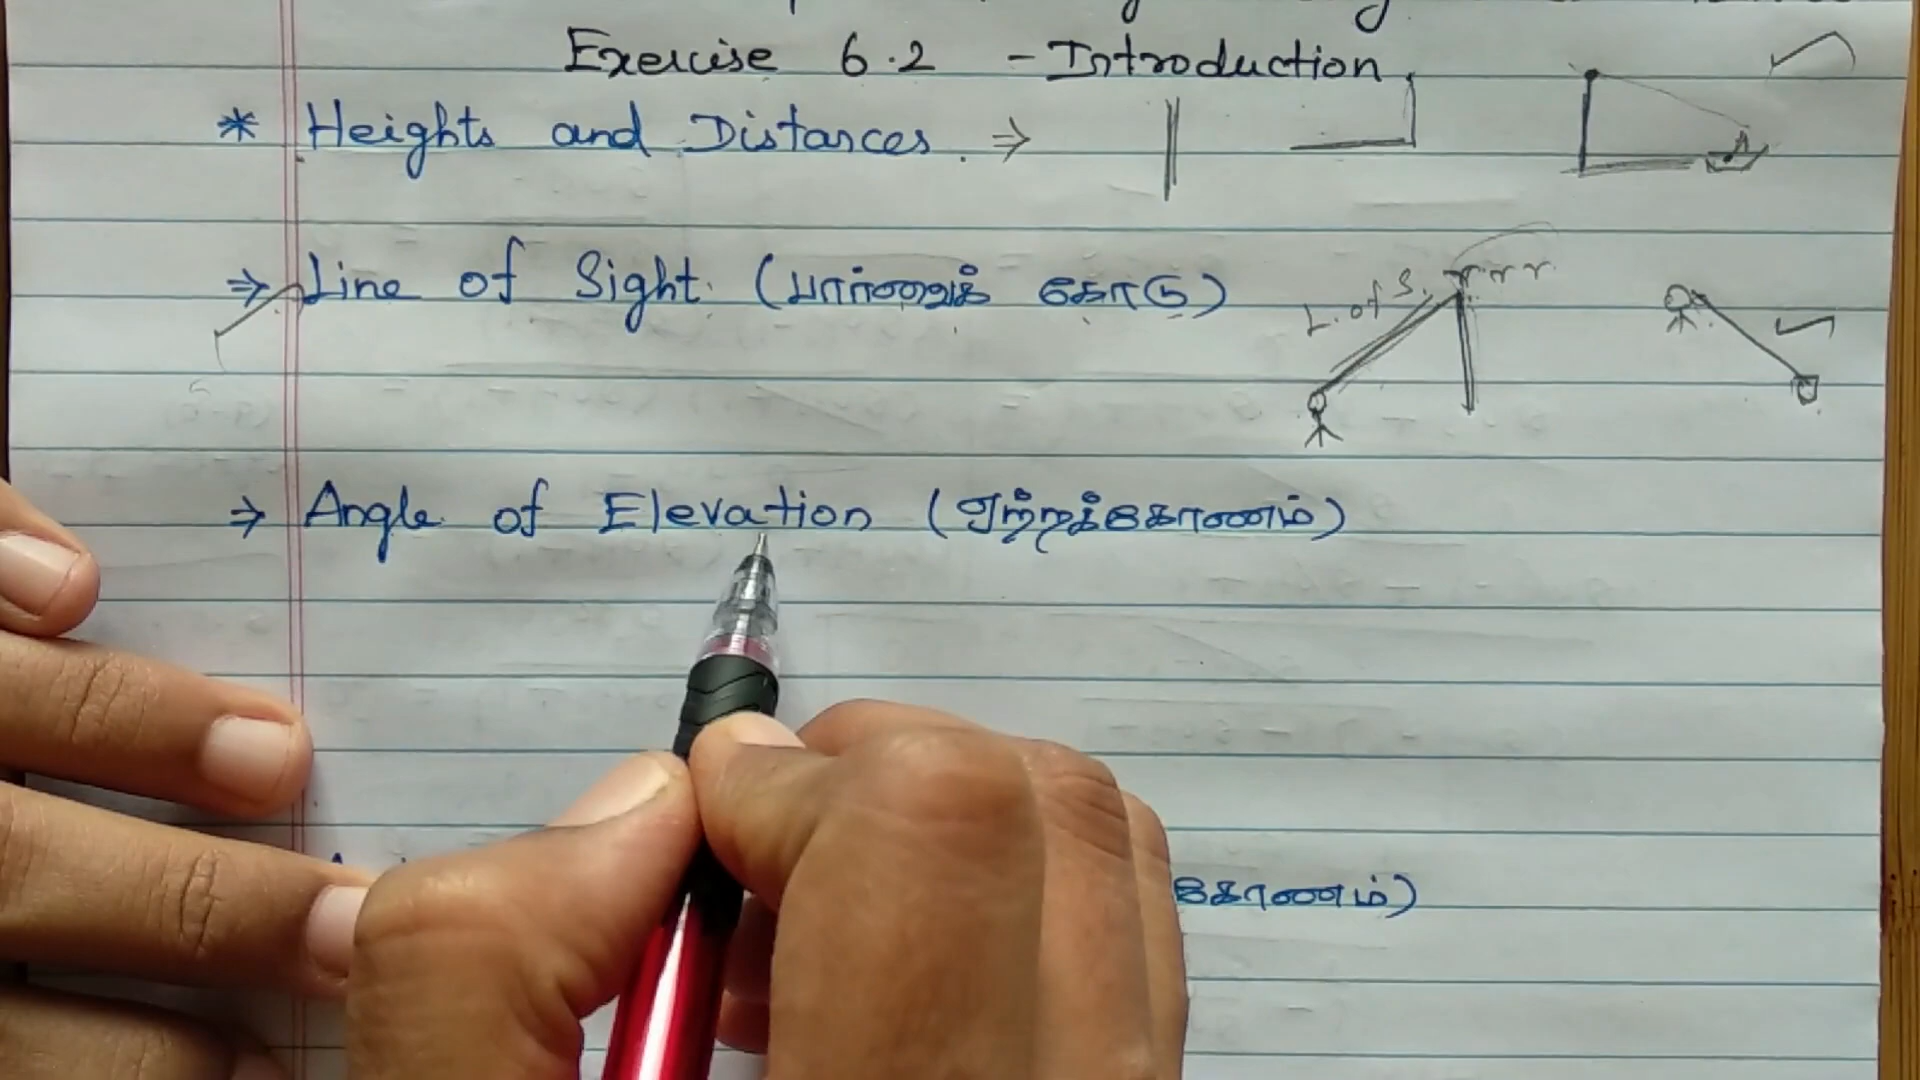 Exercise 6.2 - Introduction
* Heights and Distances. ⇒
⇒ Line of Sight. (பார்வைக் கோடு)
L. of S.
⇒ Angle of Elevation (ஏற்றக்கோணம்)
கோணம்)